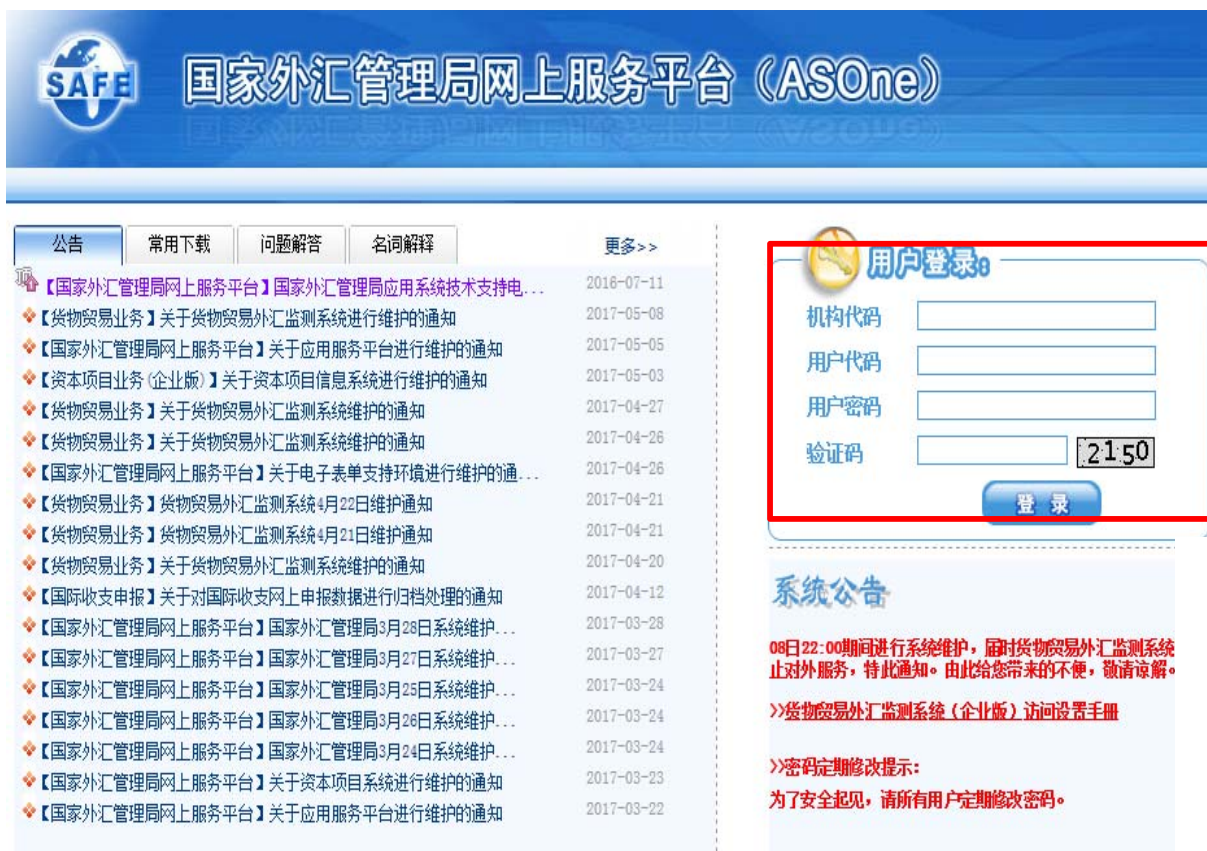 SAFE
国家外汇管理局网上服务平台（ASOne）
公告 常用下载 问题解答 名词解释 更多>>
【国家外汇管理局网上服务平台】国家外汇管理局应用系统技术支持电... 2016-07-11
【货物贸易业务】关于货物贸易外汇监测系统进行维护的通知 2017-05-08
【国家外汇管理局网上服务平台】关于应用服务平台进行维护的通知 2017-05-05
【资本项目业务(企业版)】关于资本项目信息系统进行维护的通知 2017-05-03
【货物贸易业务】关于货物贸易外汇监测系统维护的通知 2017-04-27
【货物贸易业务】关于货物贸易外汇监测系统维护的通知 2017-04-26
【国家外汇管理局网上服务平台】关于电子表单支持环境进行维护的通... 2017-04-26
【货物贸易业务】货物贸易外汇监测系统4月22日维护通知 2017-04-21
【货物贸易业务】货物贸易外汇监测系统4月21日维护通知 2017-04-21
【货物贸易业务】关于货物贸易外汇监测系统维护的通知 2017-04-20
【国际收支申报】关于对国际收支网上申报数据进行归档处理的通知 2017-04-12
【国家外汇管理局网上服务平台】国家外汇管理局3月28日系统维护... 2017-03-28
【国家外汇管理局网上服务平台】国家外汇管理局3月27日系统维护... 2017-03-27
【国家外汇管理局网上服务平台】国家外汇管理局3月25日系统维护... 2017-03-24
【国家外汇管理局网上服务平台】国家外汇管理局3月26日系统维护... 2017-03-24
【国家外汇管理局网上服务平台】国家外汇管理局3月24日系统维护... 2017-03-24
【国家外汇管理局网上服务平台】关于资本项目系统进行维护的通知 2017-03-23
【国家外汇管理局网上服务平台】关于应用服务平台进行维护的通知 2017-03-22
用户登录：
机构代码
用户代码
用户密码
验证码 2150
登 录
系统公告
08日22:00期间进行系统维护，届时货物贸易外汇监测系统
止对外服务，特此通知。由此给您带来的不便，敬请谅解。
>>货物贸易外汇监测系统（企业版）访问设置手册
>>密码定期修改提示：
为了安全起见，请所有用户定期修改密码。